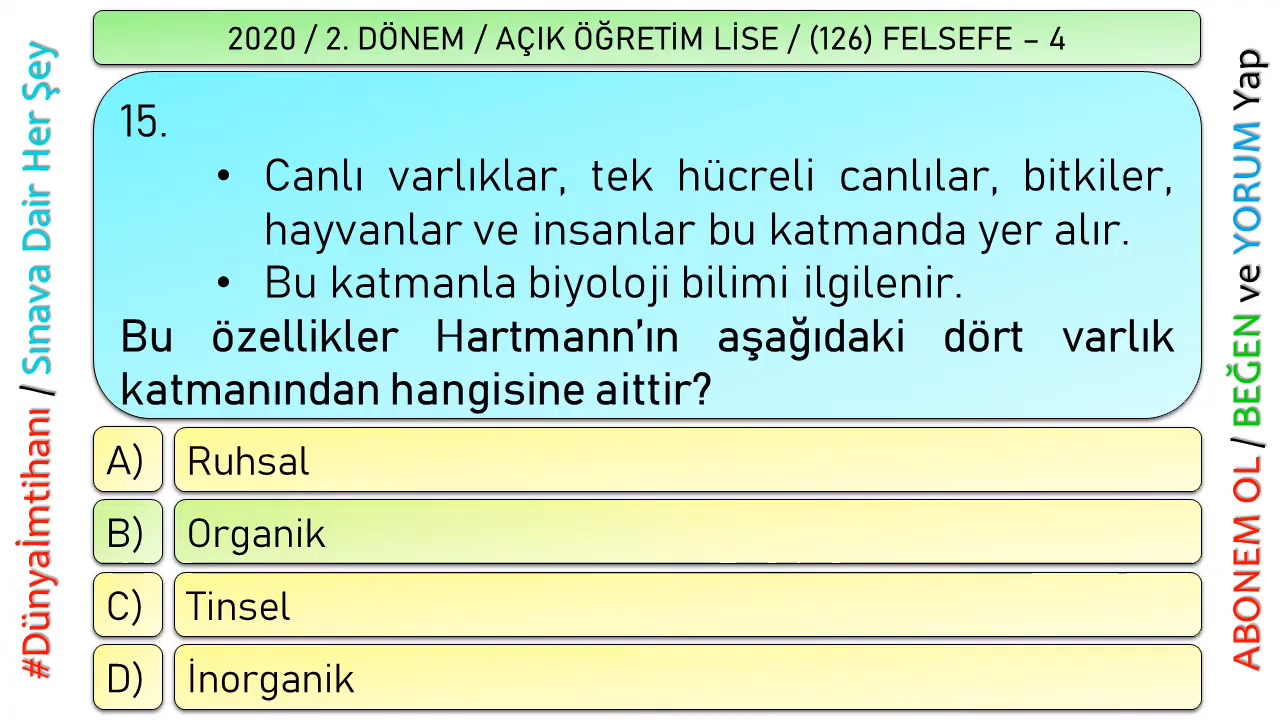 2020 / 2. DÖNEM / AÇIK ÖĞRETİM LİSE / (126) FELSEFE – 4
15.
• Canlı varlıklar, tek hücreli canlılar, bitkiler,
hayvanlar ve insanlar bu katmanda yer alır.
• Bu katmanla biyoloji bilimi ilgilenir.
Bu özellikler Hartmann’ın aşağıdaki dört varlık
katmanından hangisine aittir?
A) Ruhsal
B) Organik
C) Tinsel
D) İnorganik
#Dünyaİmtihanı / Sınava Dair Her Şey
ABONEM OL / BEĞEN ve YORUM Yap